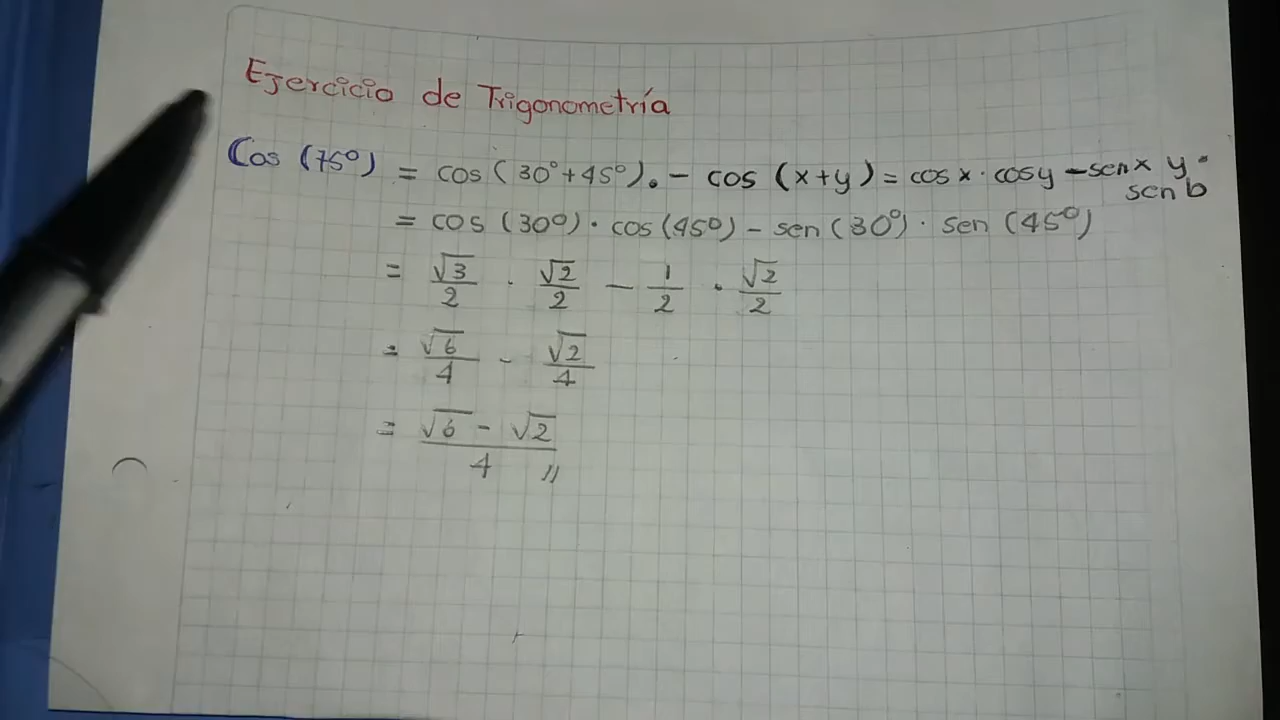 Ejercicio de Trigonometría
Cos (75°) = cos (30° + 45°). - cos (x+y) = cos x · cos y - sen x y ·
sen b
= cos (30°) · cos (45°) - sen (30°) · sen (45°)
= √3/2 · √2/2 - 1/2 · √2/2
= √6/4 - √2/4
= (√6 - √2)/4 //